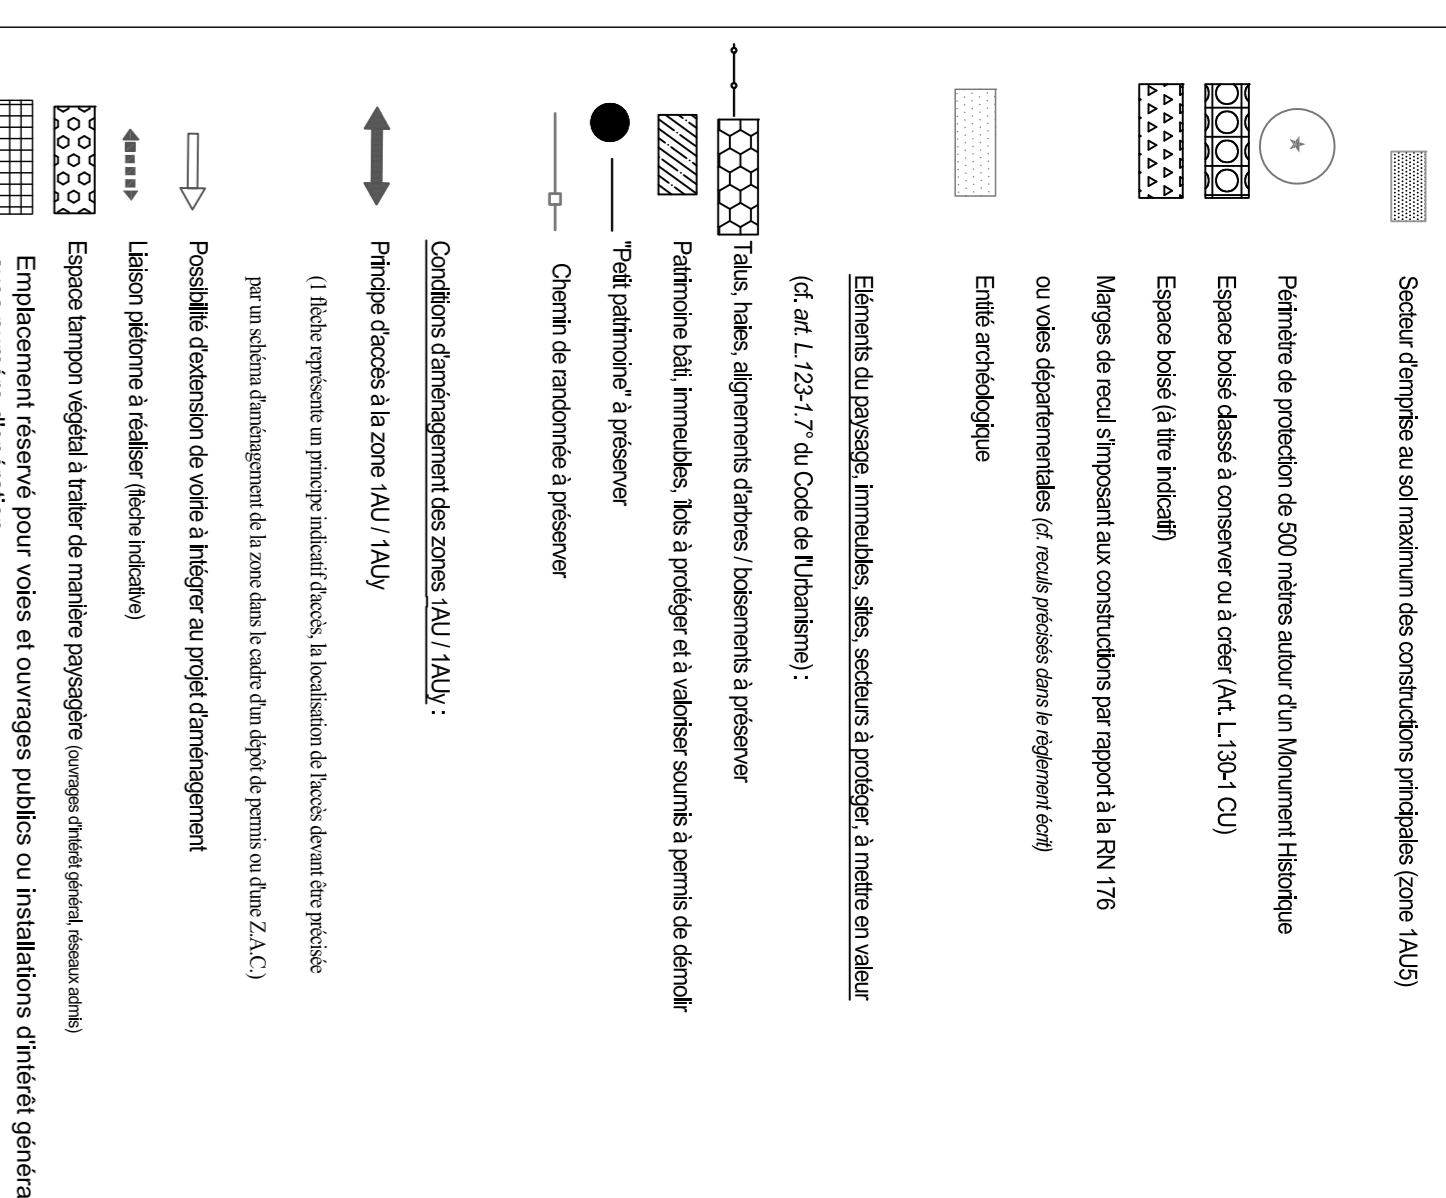 Secteur d'emprise au sol maximum des constructions principales (zone 1AU5)
Périmètre de protection de 500 mètres autour d'un Monument Historique
Espace boisé classé à conserver ou à créer (Art. L.130-1 CU)
Espace boisé (à titre indicatif)
Marges de recul s'imposant aux constructions par rapport à la RN 176
ou voies départementales (cf. reculs précisés dans le règlement écrit)
Entité archéologique
Eléments du paysage, immeubles, sites, secteurs à protéger, à mettre en valeur
(cf. art. L.123-1.7° du Code de l'Urbanisme) :
Talus, haies, alignements d'arbres / boisements à préserver
Patrimoine bâti, immeubles, îlots à protéger et à valoriser soumis à permis de démolir
"Petit patrimoine" à préserver
Chemin de randonnée à préserver
Conditions d'aménagement des zones 1AU / 1AUy :
Principe d'accès à la zone 1AU / 1AUy
(1 flèche représente un principe indicatif d'accès, la localisation de l'accès devant être précisée
par un schéma d'aménagement de la zone dans le cadre d'un dépôt de permis ou d'une Z.A.C.)
Possibilité d'extension de voirie à intégrer au projet d'aménagement
Liaison piétonne à réaliser (flèche indicative)
Espace tampon végétal à traiter de manière paysagère (ouvrages d'intérêt général, réseaux admis)
Emplacement réservé pour voies et ouvrages publics ou installations d'intérêt généra